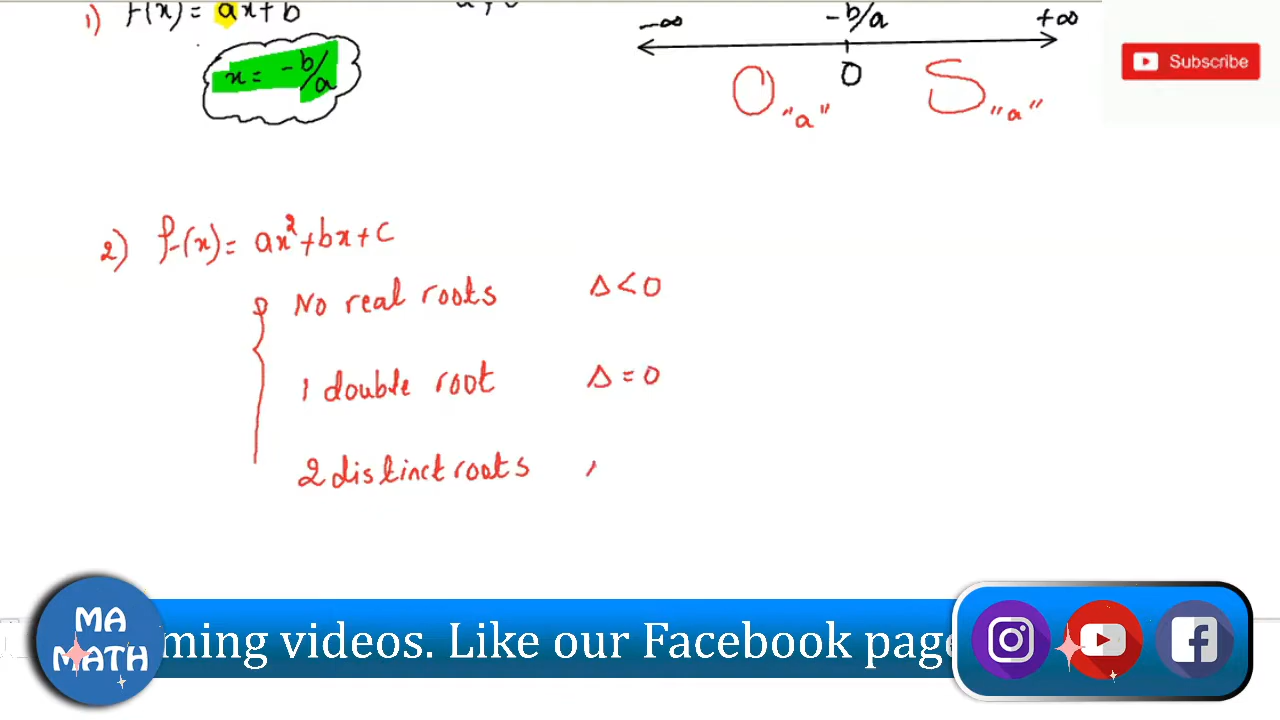 1) f(x) = ax + b
x = -b/a
-∞ -b/a +∞
0
O "a" S "a"
Subscribe
2) f(x) = ax² + bx + c
No real roots Δ < 0
1 double root Δ = 0
2 distinct roots
MA MATH
ming videos. Like our Facebook page